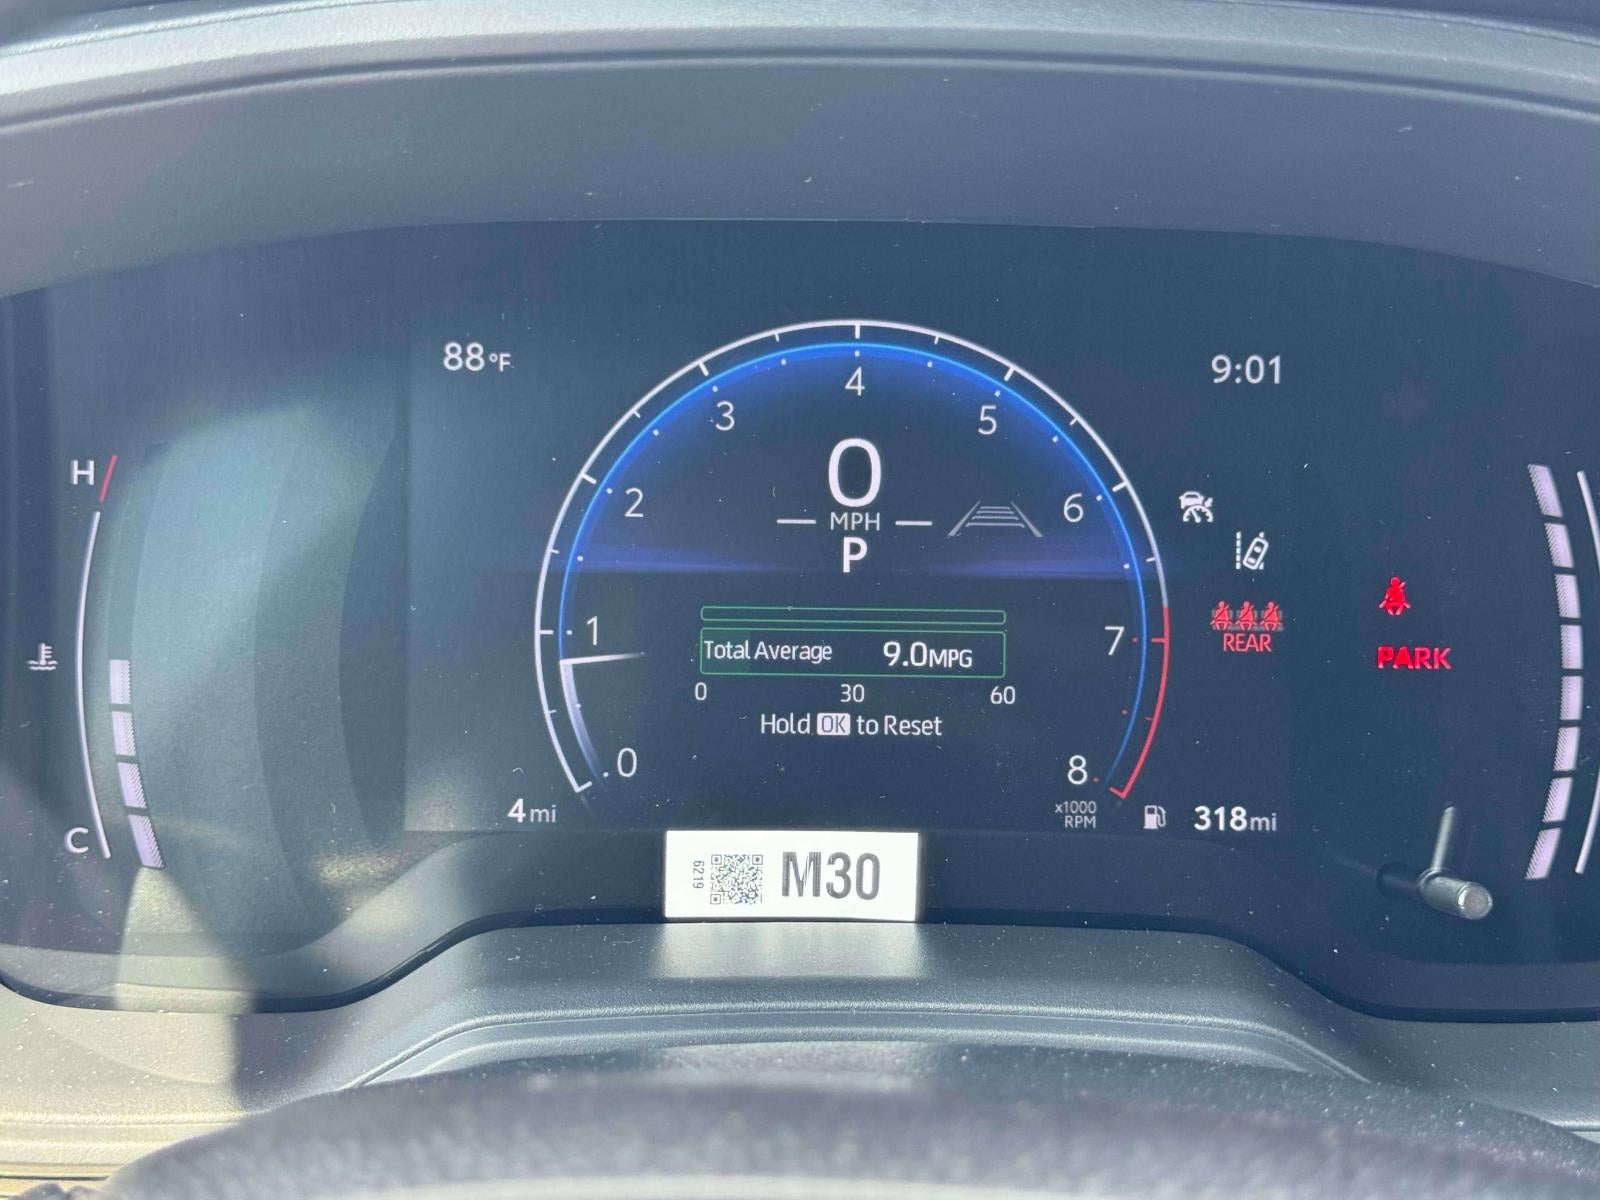 88°F
9:01
H
C
0
1
2
3
4
5
6
7
8
0
MPH
P
REAR
PARK
Total Average 9.0MPG
0 30 60
Hold OK to Reset
4mi
x1000
RPM
318mi
6219
M30